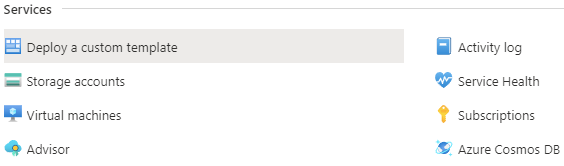 Services
Deploy a custom template
Activity log
Storage accounts
Service Health
Virtual machines
Subscriptions
Advisor
Azure Cosmos DB